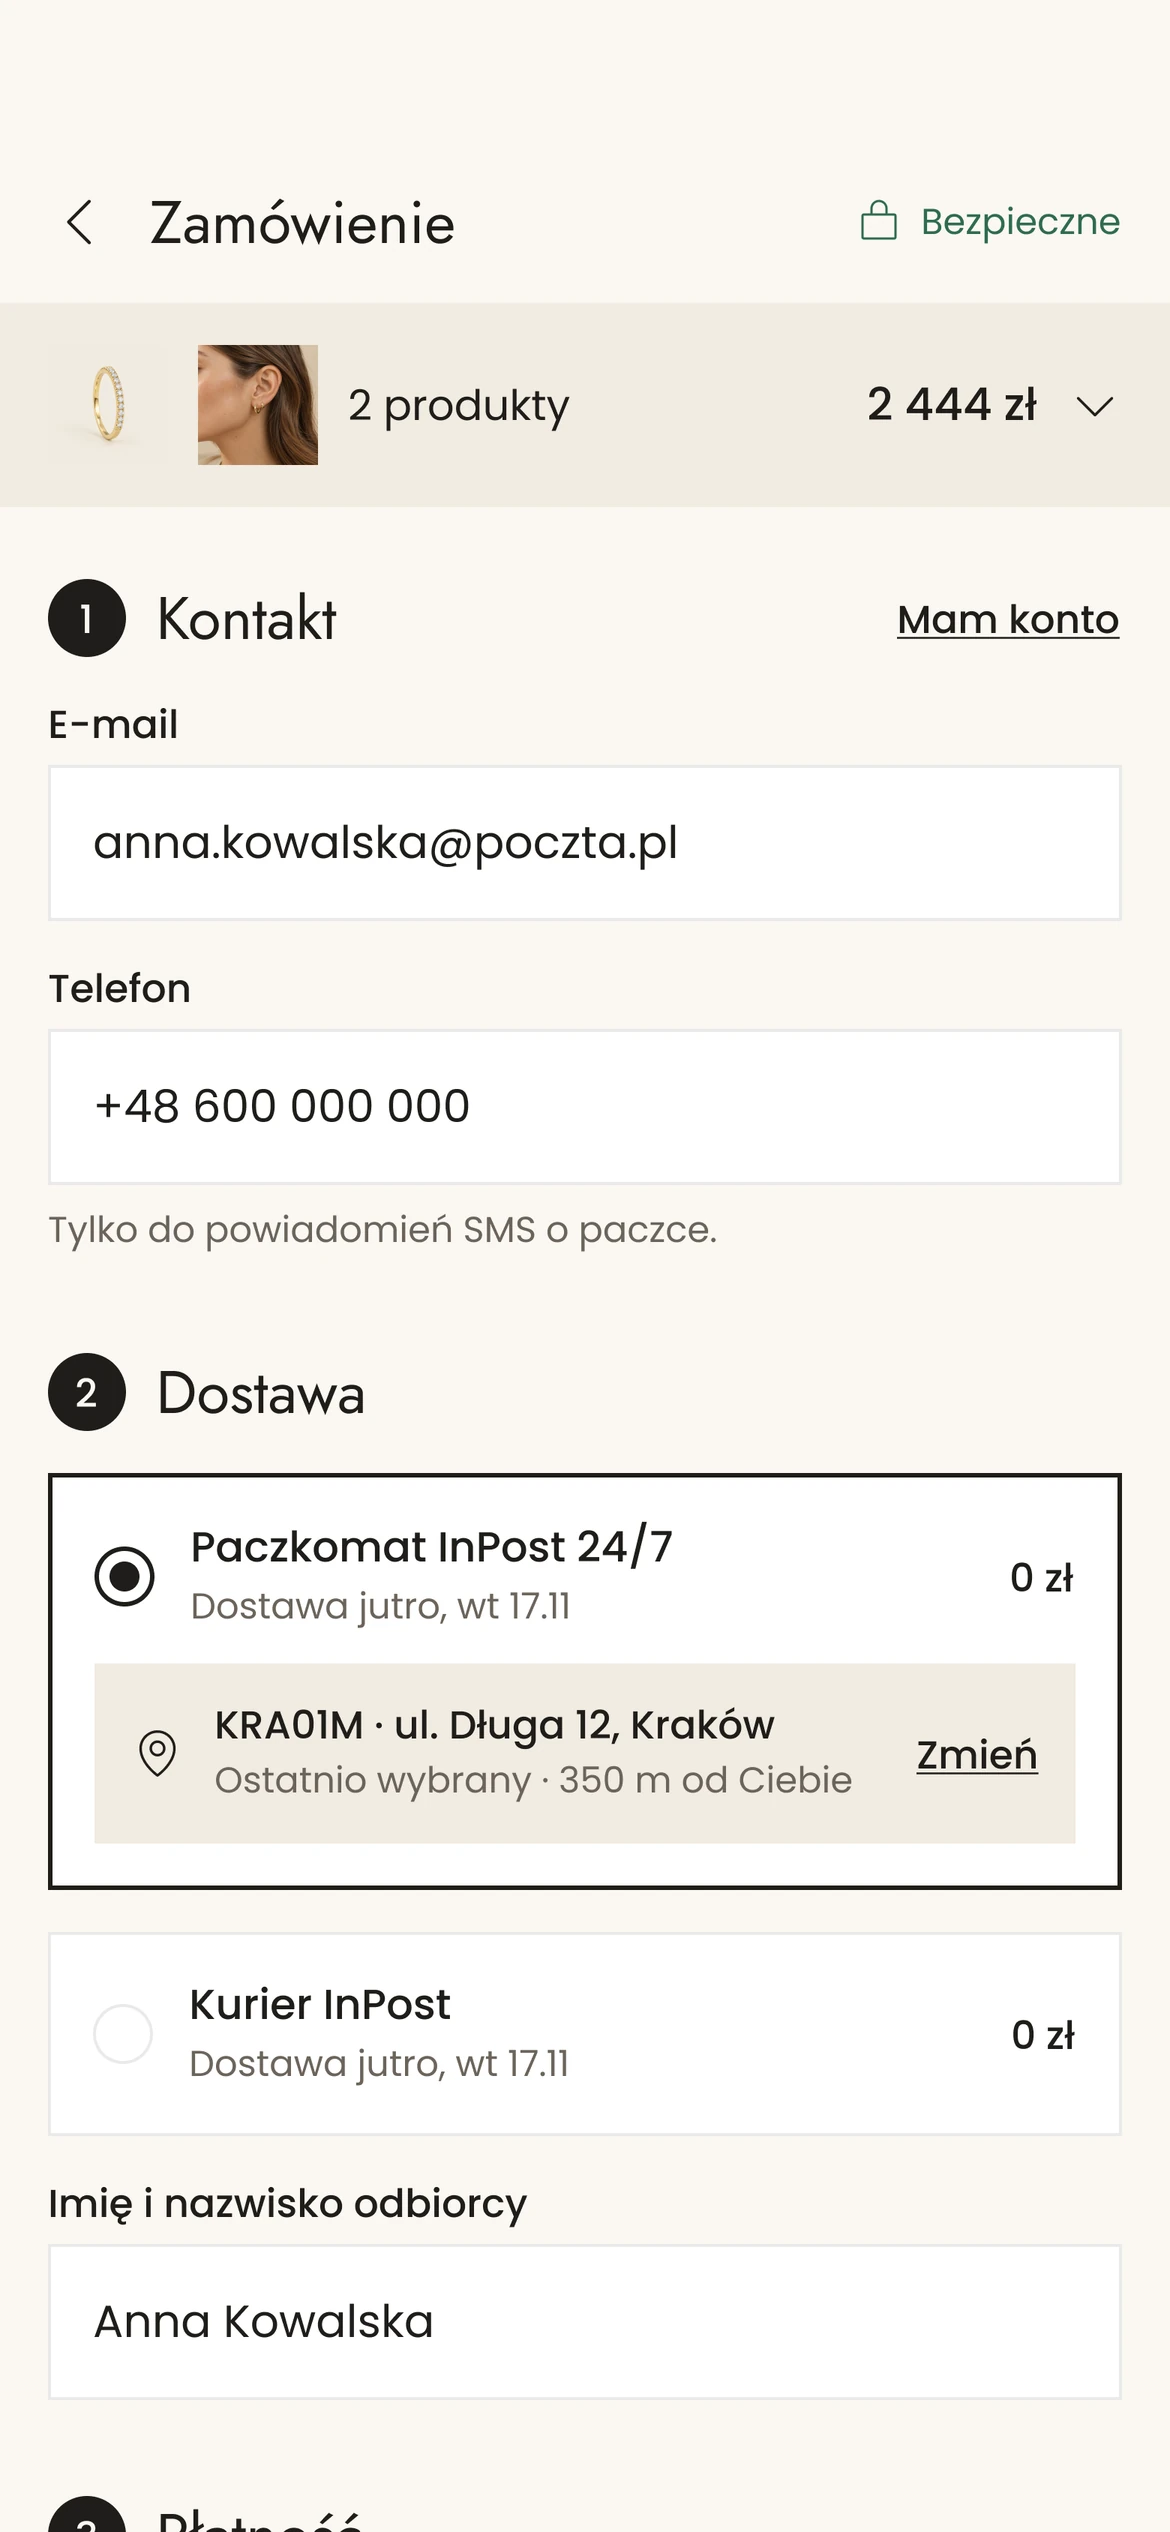 Zamówienie
Bezpieczne
2 produkty
2 444 zł
1 Kontakt
Mam konto
E-mail
anna.kowalska@poczta.pl
Telefon
+48 600 000 000
Tylko do powiadomień SMS o paczce.
2 Dostawa
Paczkomat InPost 24/7
Dostawa jutro, wt 17.11
0 zł
KRA01M · ul. Długa 12, Kraków
Ostatnio wybrany · 350 m od Ciebie
Zmień
Kurier InPost
Dostawa jutro, wt 17.11
0 zł
Imię i nazwisko odbiorcy
Anna Kowalska
3 Płatność